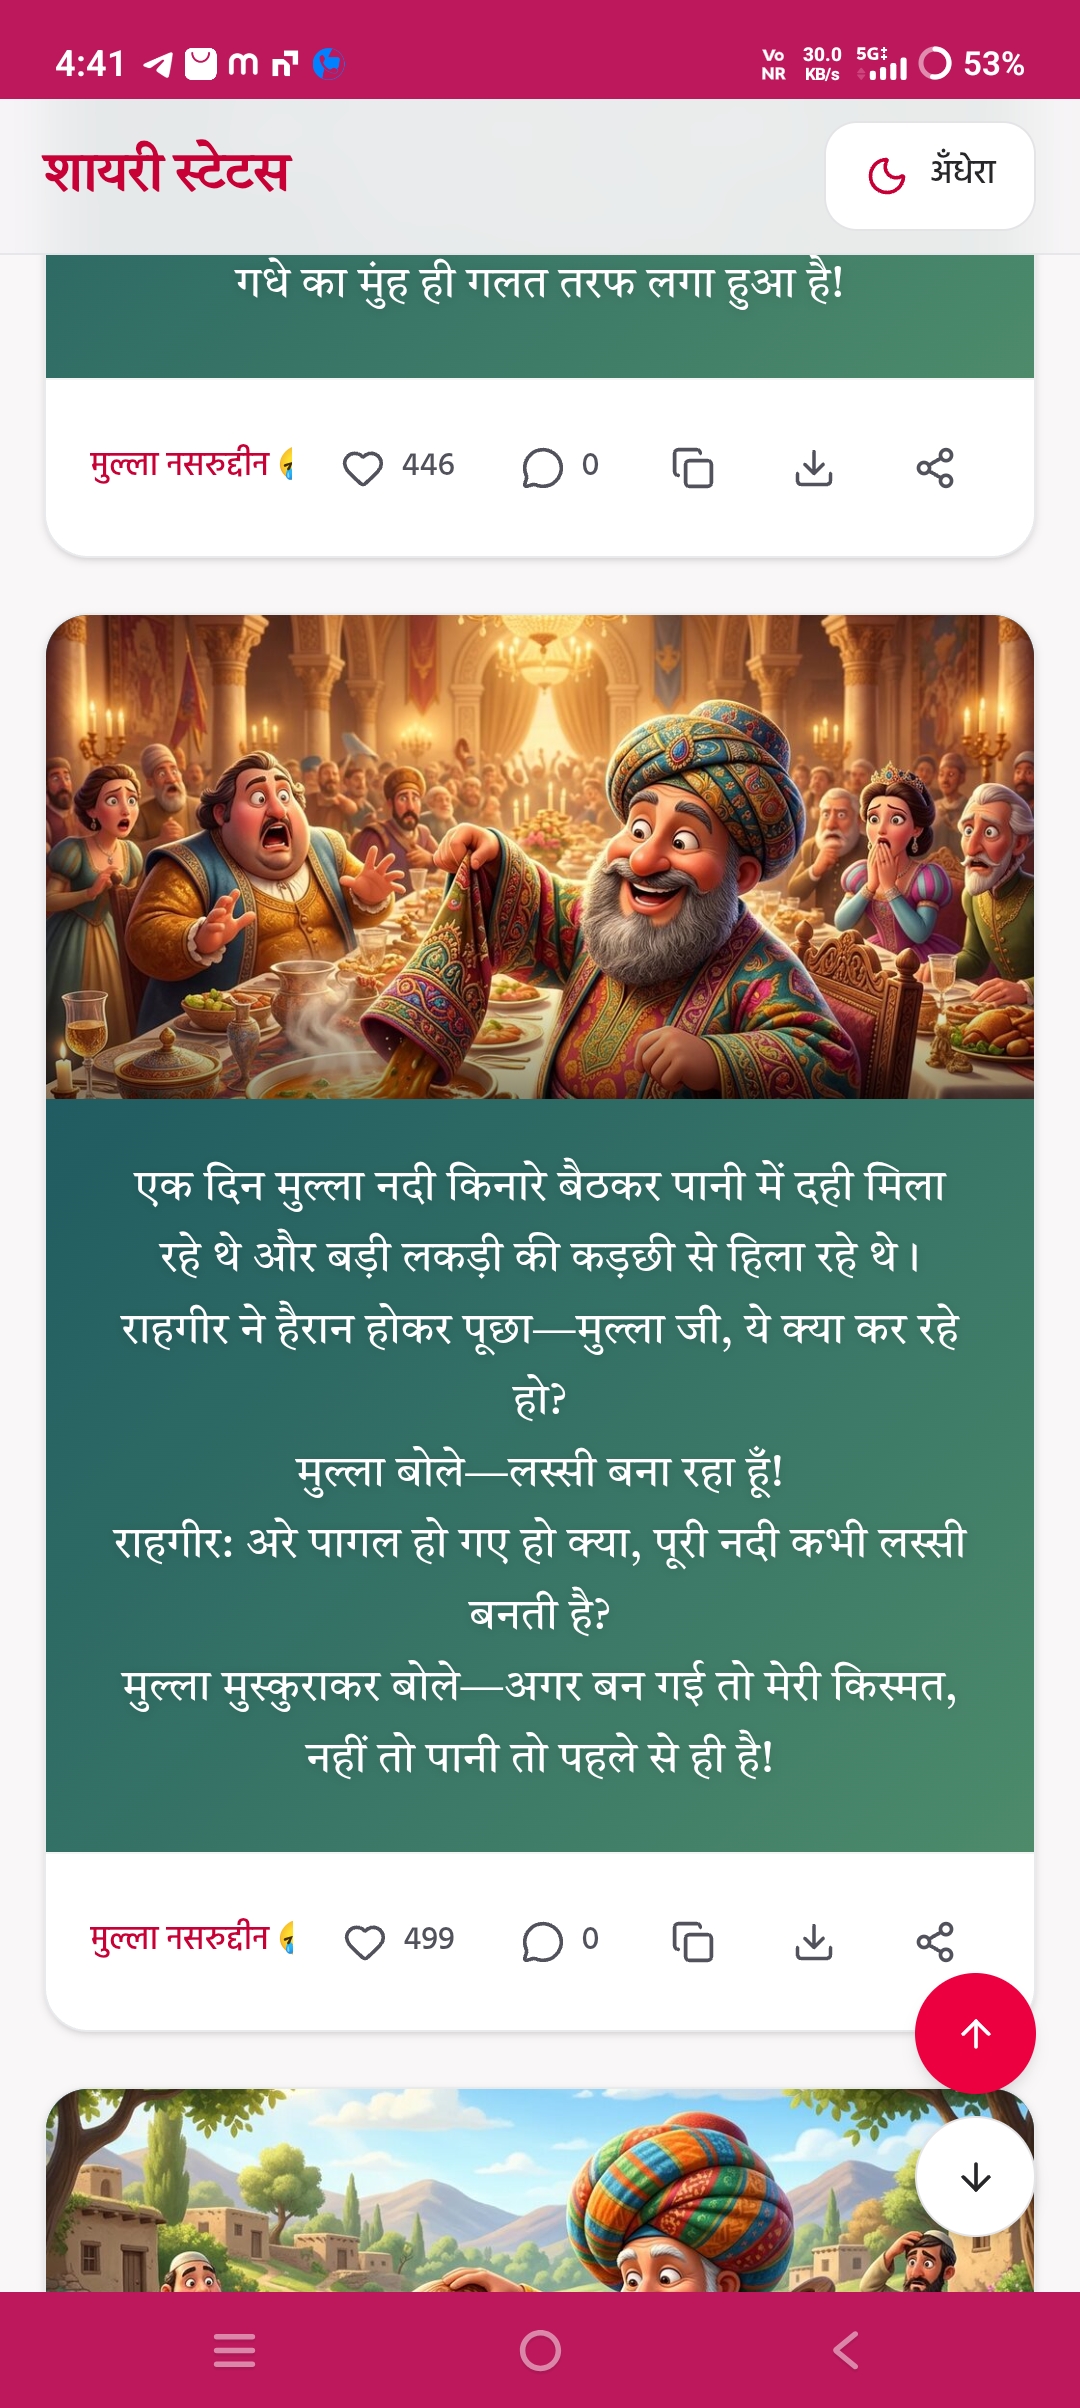 4:41
Vo
NR
30.0
KB/s
5G
53%
शायरी स्टेटस
अँधेरा
गधे का मुंह ही गलत तरफ लगा हुआ है!
मुल्ला नसरुद्दीन
446
0
एक दिन मुल्ला नदी किनारे बैठकर पानी में दही मिला
रहे थे और बड़ी लकड़ी की कड़छी से हिला रहे थे।
राहगीर ने हैरान होकर पूछा—मुल्ला जी, ये क्या कर रहे
हो?
मुल्ला बोले—लस्सी बना रहा हूँ!
राहगीर: अरे पागल हो गए हो क्या, पूरी नदी कभी लस्सी
बनती है?
मुल्ला मुस्कुराकर बोले—अगर बन गई तो मेरी किस्मत,
नहीं तो पानी तो पहले से ही है!
मुल्ला नसरुद्दीन
499
0